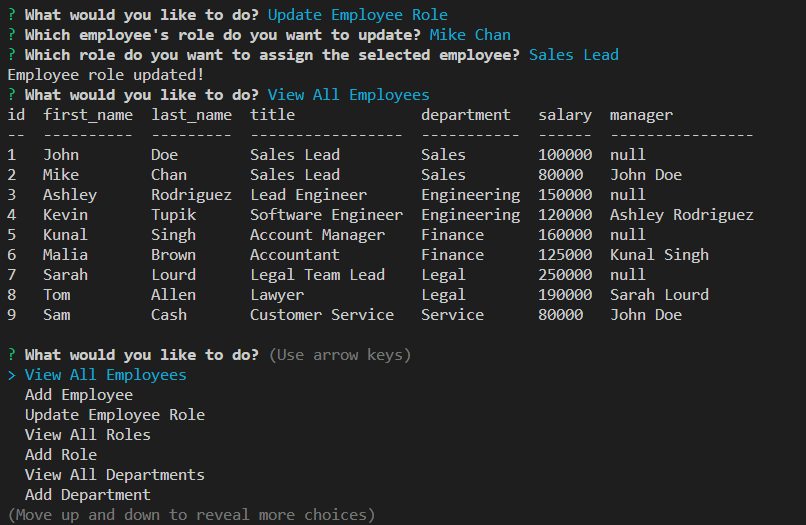 ? What would you like to do? Update Employee Role
? Which employee's role do you want to update? Mike Chan
? Which role do you want to assign the selected employee? Sales Lead
Employee role updated!
? What would you like to do? View All Employees
id  first_name  last_name  title              department   salary  manager
--  ----------  ---------  -----------------  -----------  ------  ----------------
1   John        Doe        Sales Lead         Sales        100000  null
2   Mike        Chan       Sales Lead         Sales        80000   John Doe
3   Ashley      Rodriguez  Lead Engineer      Engineering  150000  null
4   Kevin       Tupik      Software Engineer  Engineering  120000  Ashley Rodriguez
5   Kunal       Singh      Account Manager    Finance      160000  null
6   Malia       Brown      Accountant         Finance      125000  Kunal Singh
7   Sarah       Lourd      Legal Team Lead    Legal        250000  null
8   Tom         Allen      Lawyer             Legal        190000  Sarah Lourd
9   Sam         Cash       Customer Service   Service      80000   John Doe
? What would you like to do? (Use arrow keys)
> View All Employees
  Add Employee
  Update Employee Role
  View All Roles
  Add Role
  View All Departments
  Add Department
(Move up and down to reveal more choices)